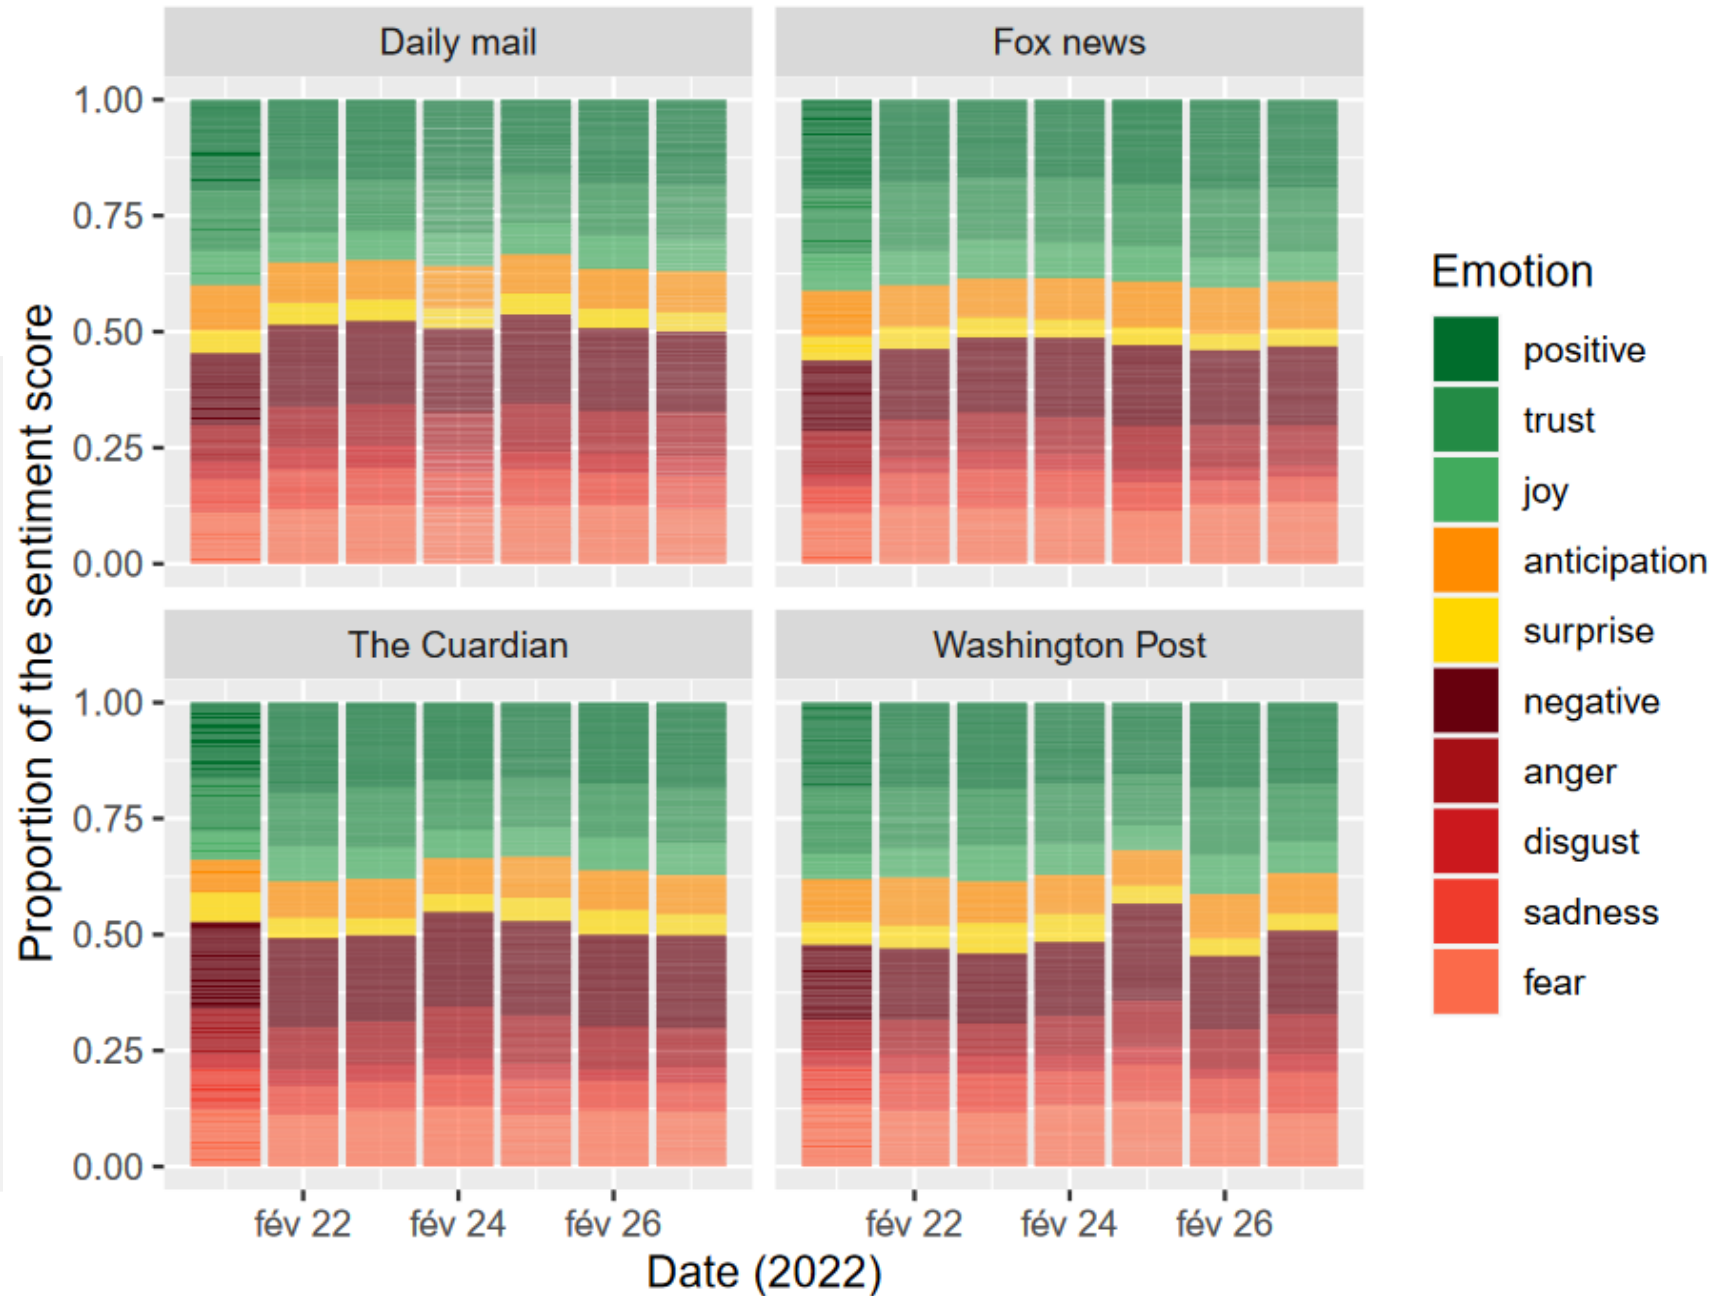 Daily mail
Fox news
1.00
0.75
0.50
0.25
0.00
The Cuardian
Washington Post
1.00
0.75
0.50
0.25
0.00
fév 22
fév 24
fév 26
fév 22
fév 24
fév 26
Date (2022)
Proportion of the sentiment score
Emotion
positive
trust
joy
anticipation
surprise
negative
anger
disgust
sadness
fear